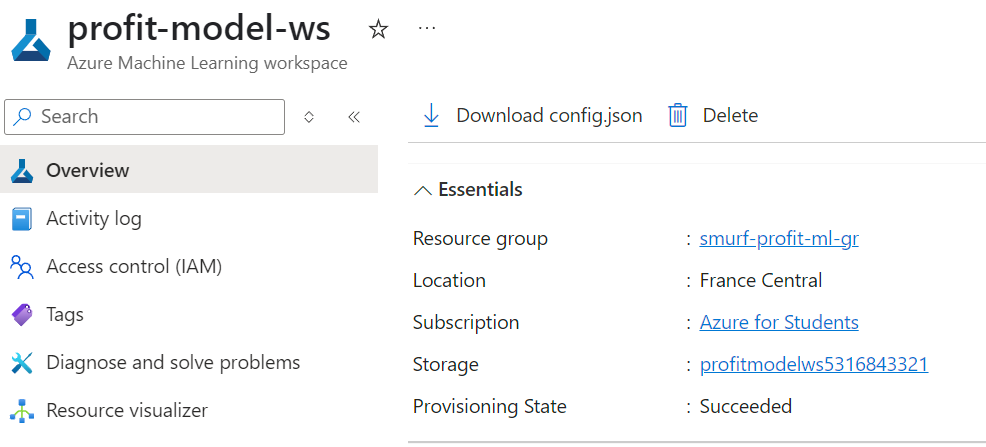 profit-model-ws
Azure Machine Learning workspace
Search
Download config.json
Delete
Overview
Activity log
Access control (IAM)
Tags
Diagnose and solve problems
Resource visualizer
Essentials
Resource group : smurf-profit-ml-gr
Location : France Central
Subscription : Azure for Students
Storage : profitmodelws5316843321
Provisioning State : Succeeded